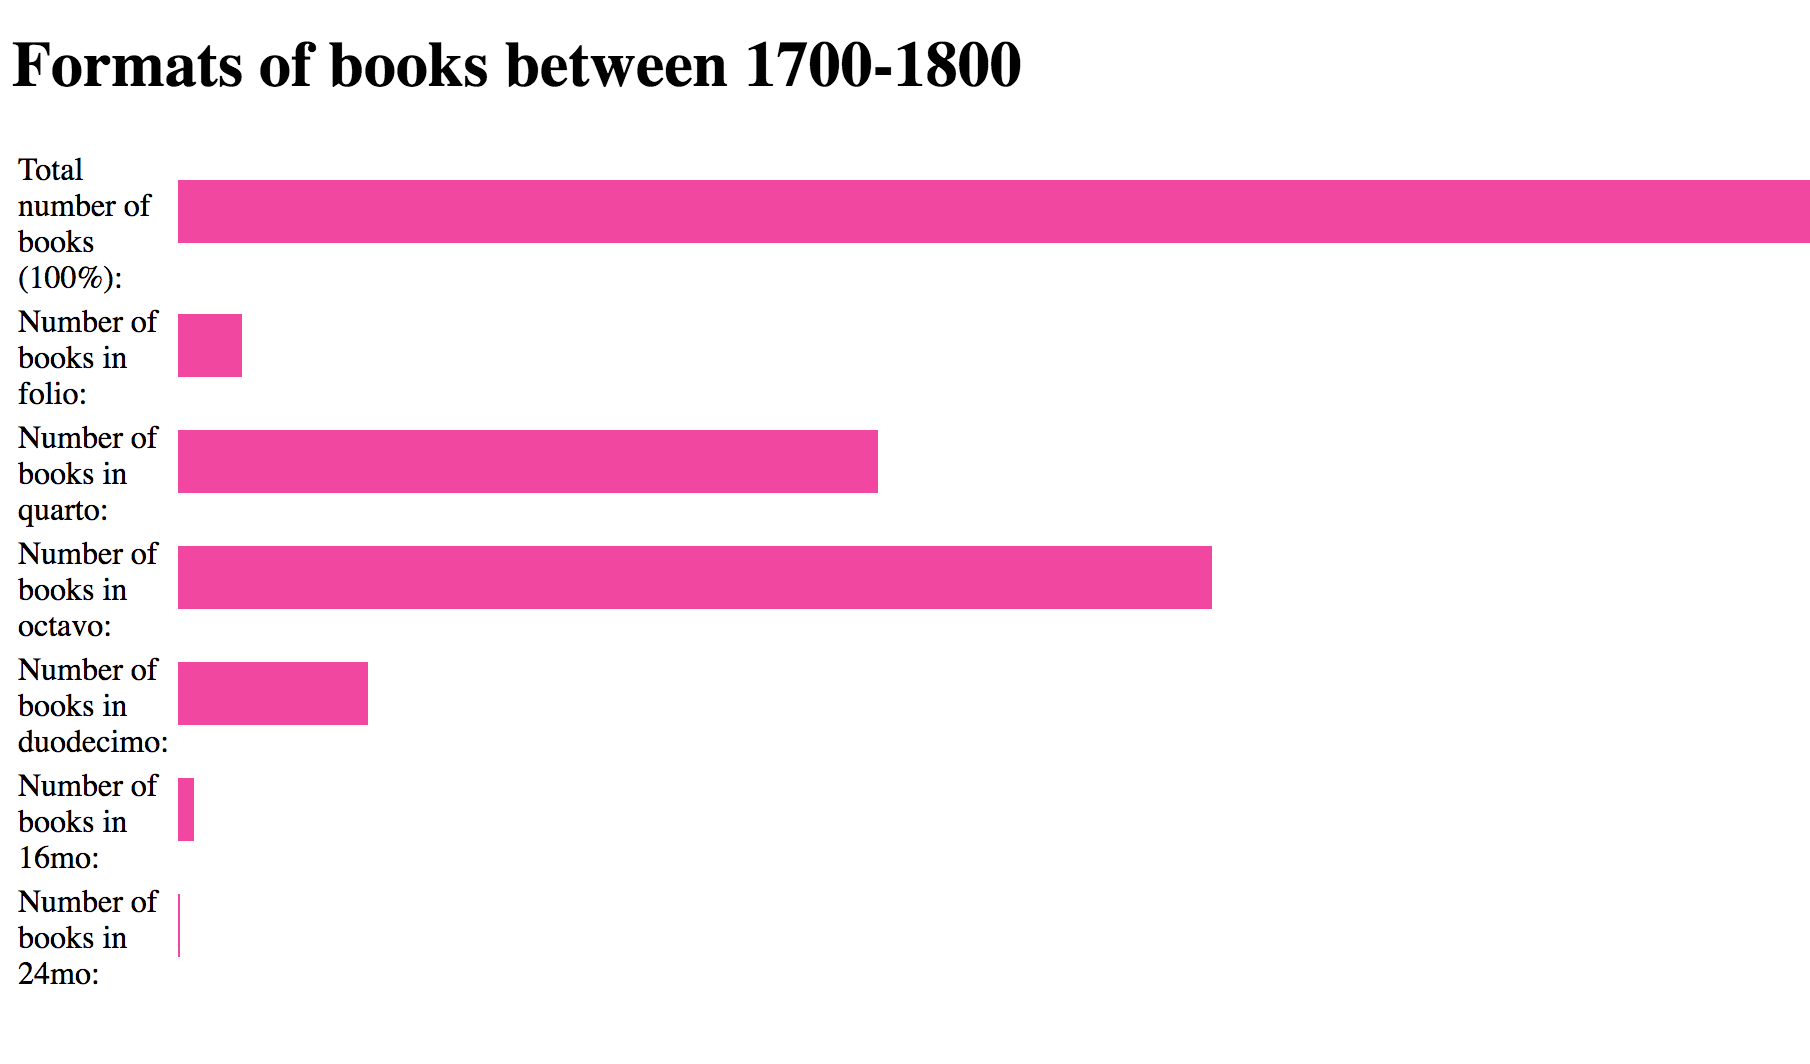 Formats of books between 1700-1800
Total
number of
books
(100%):
Number of
books in
folio:
Number of
books in
quarto:
Number of
books in
octavo:
Number of
books in
duodecimo:
Number of
books in
16mo:
Number of
books in
24mo: